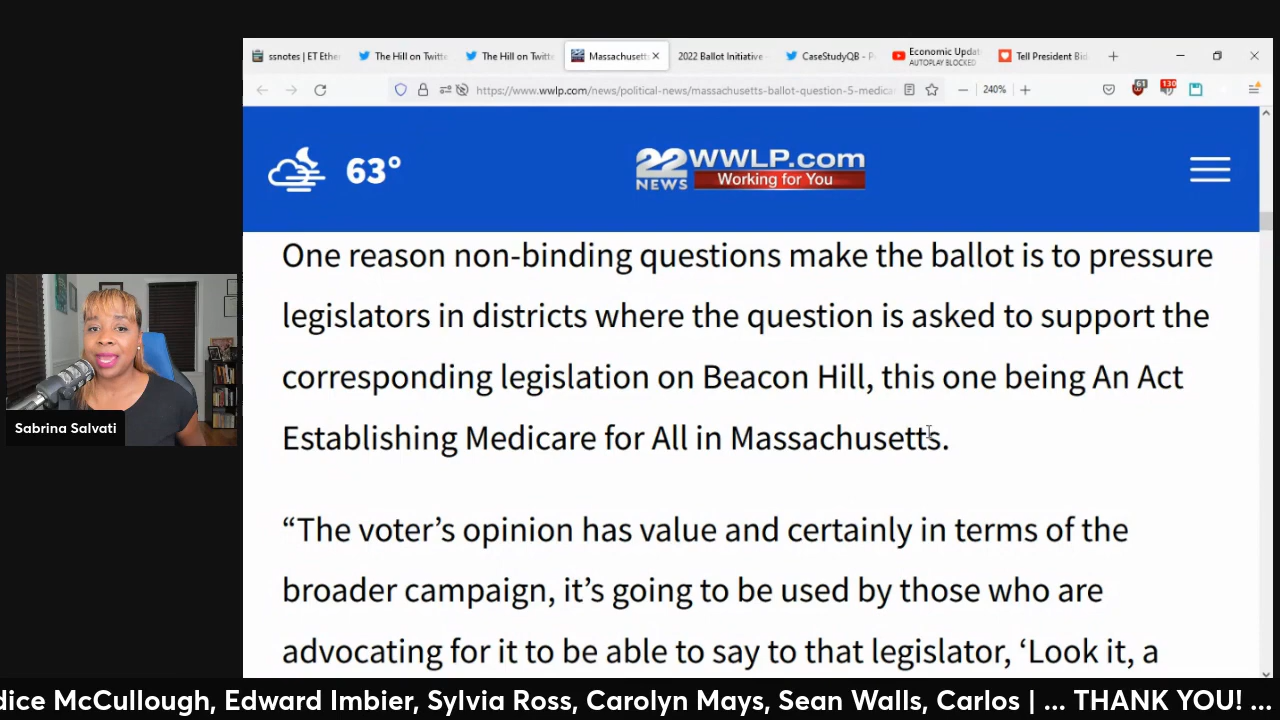 ssnotes | ET Ether
The Hill on Twitte
The Hill on Twitte
Massachusett
2022 Ballot Initiative
CaseStudyQB - P
Economic Upda
AUTOPLAY BLOCKED
Tell President Bid
https://www.wwlp.com/news/political-news/massachusetts-ballot-question-5-medica
240%
61
130
63°
22 NEWS
WWLP.com
Working for You
One reason non-binding questions make the ballot is to pressure
legislators in districts where the question is asked to support the
corresponding legislation on Beacon Hill, this one being An Act
Establishing Medicare for All in Massachusetts.
“The voter’s opinion has value and certainly in terms of the
broader campaign, it’s going to be used by those who are
advocating for it to be able to say to that legislator, ‘Look it, a
Sabrina Salvati
dice McCullough, Edward Imbier, Sylvia Ross, Carolyn Mays, Sean Walls, Carlos | ... THANK YOU! ...